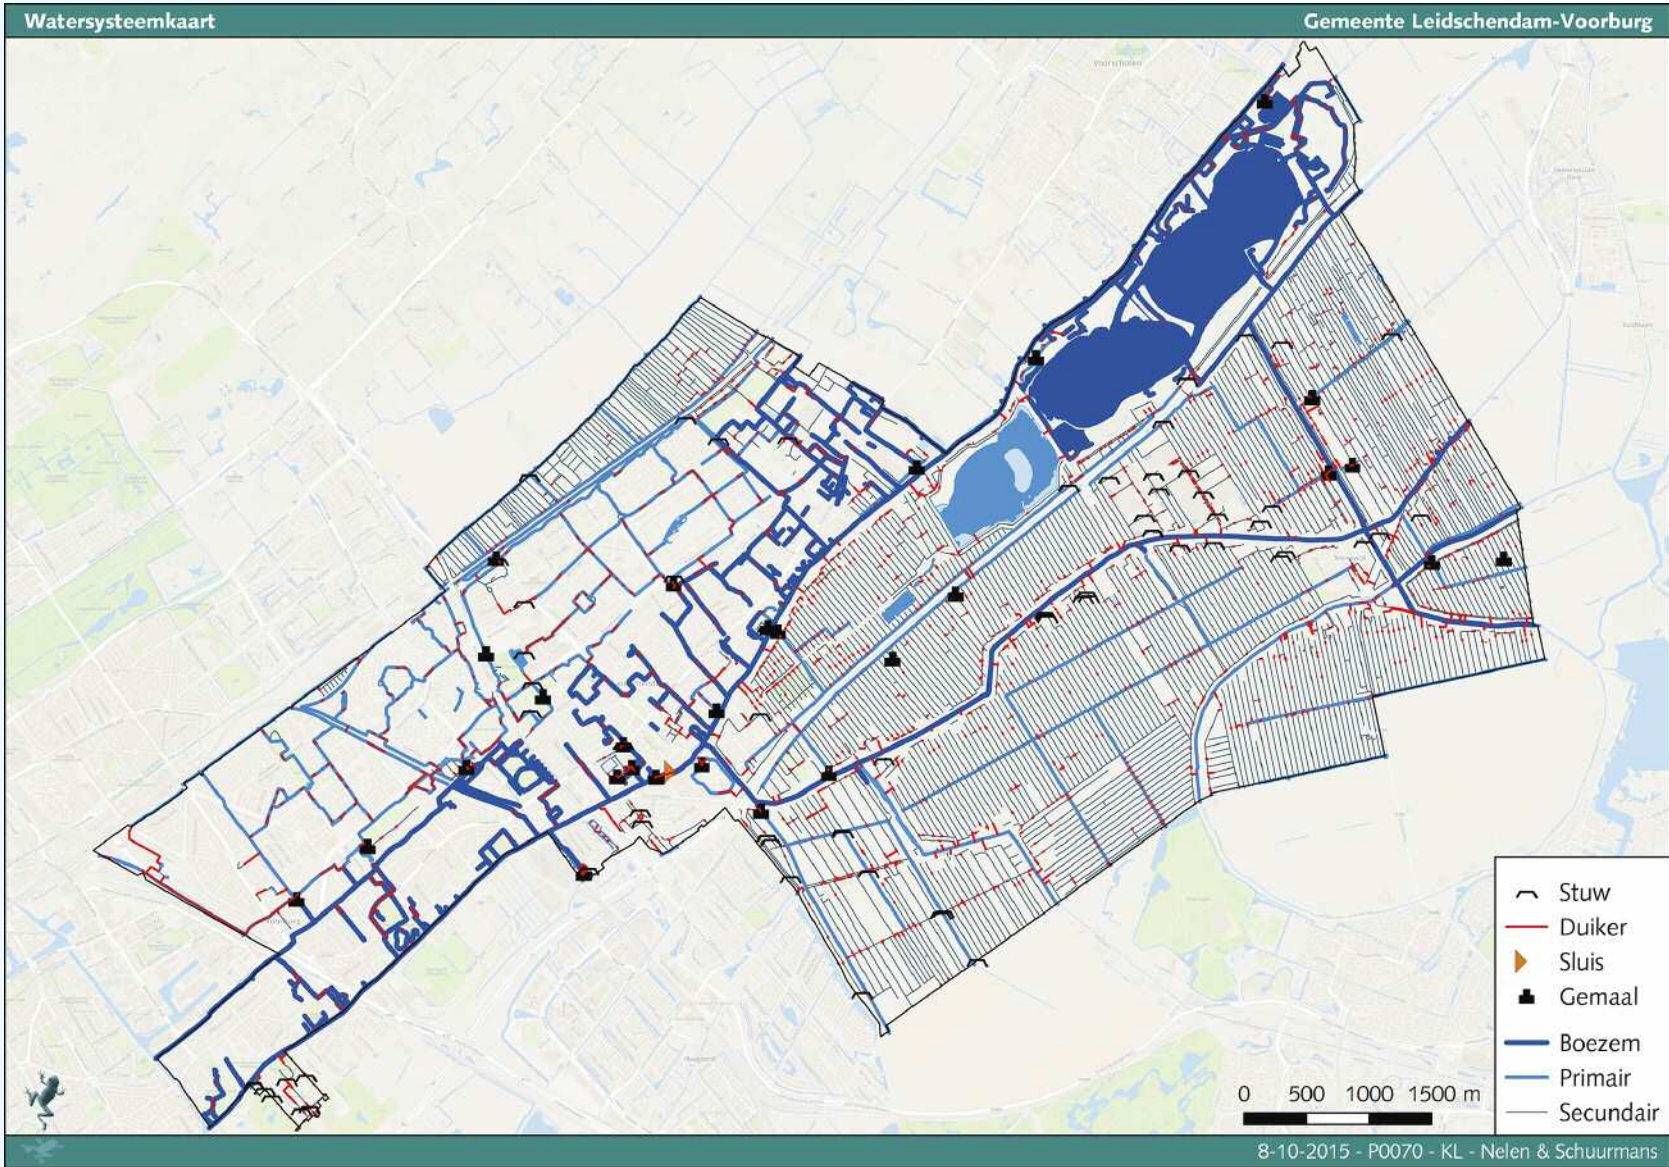 Watersysteemkaart
Gemeente Leidschendam-Voorburg
Voorschoten
Stuw
Duiker
Sluis
Gemaal
Boezem
Primair
Secundair
0 500 1000 1500 m
8-10-2015 - P0070 - KL - Nelen & Schuurmans